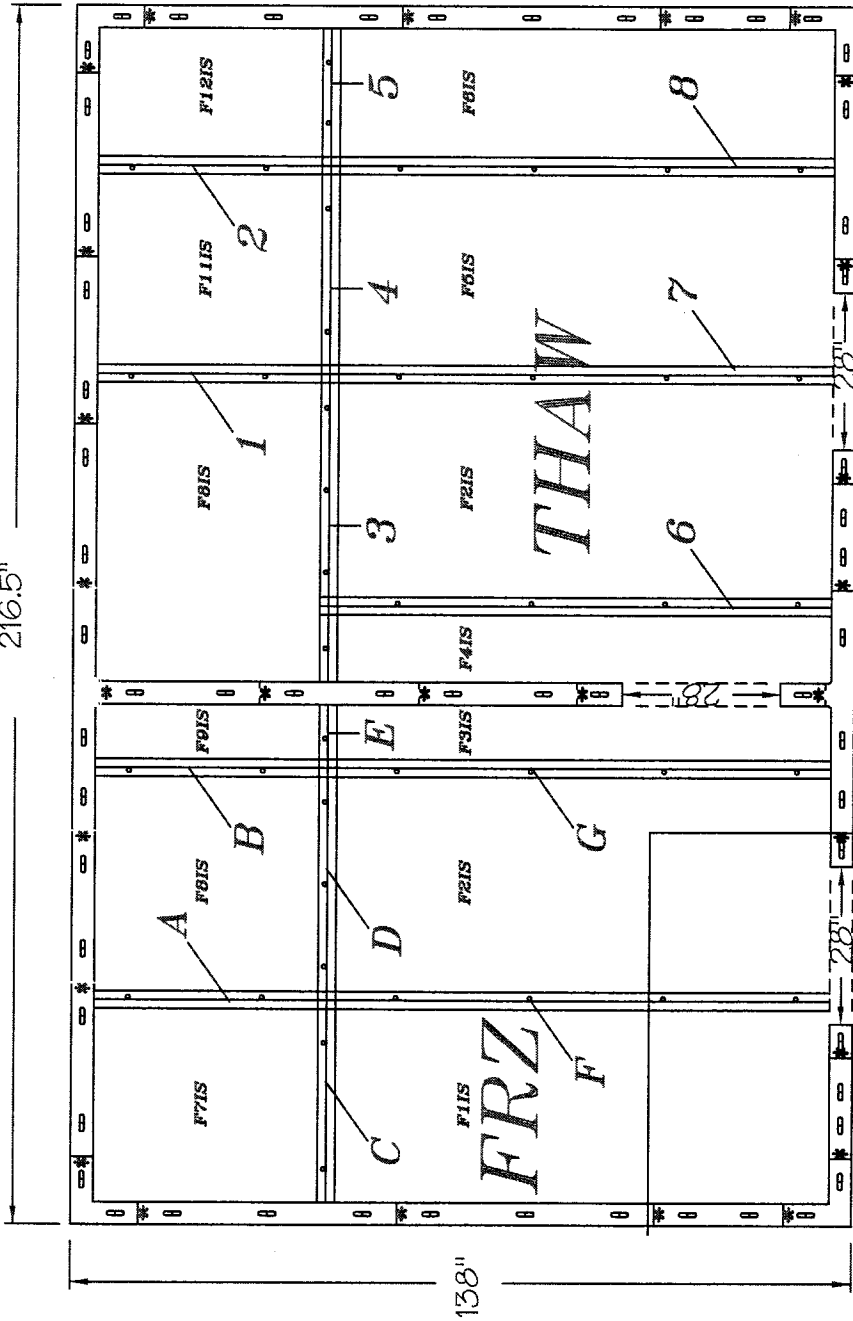 216.5"
138"
F7IS
F8IS
F9IS
F8IS
F11IS
F12IS
A
B
1
2
C
D
E
3
4
5
F1IS
F2IS
F3IS
F4IS
F2IS
F5IS
F6IS
FRZ
THAW
F
G
6
7
8
28"
28"
28"